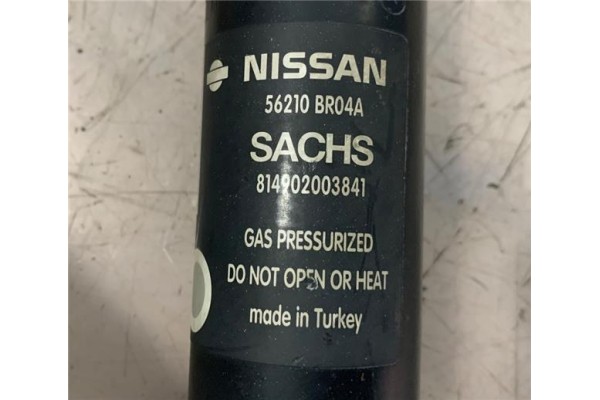 NISSAN
56210 BR04A
SACHS
814902003841
GAS PRESSURIZED
DO NOT OPEN OR HEAT
made in Turkey